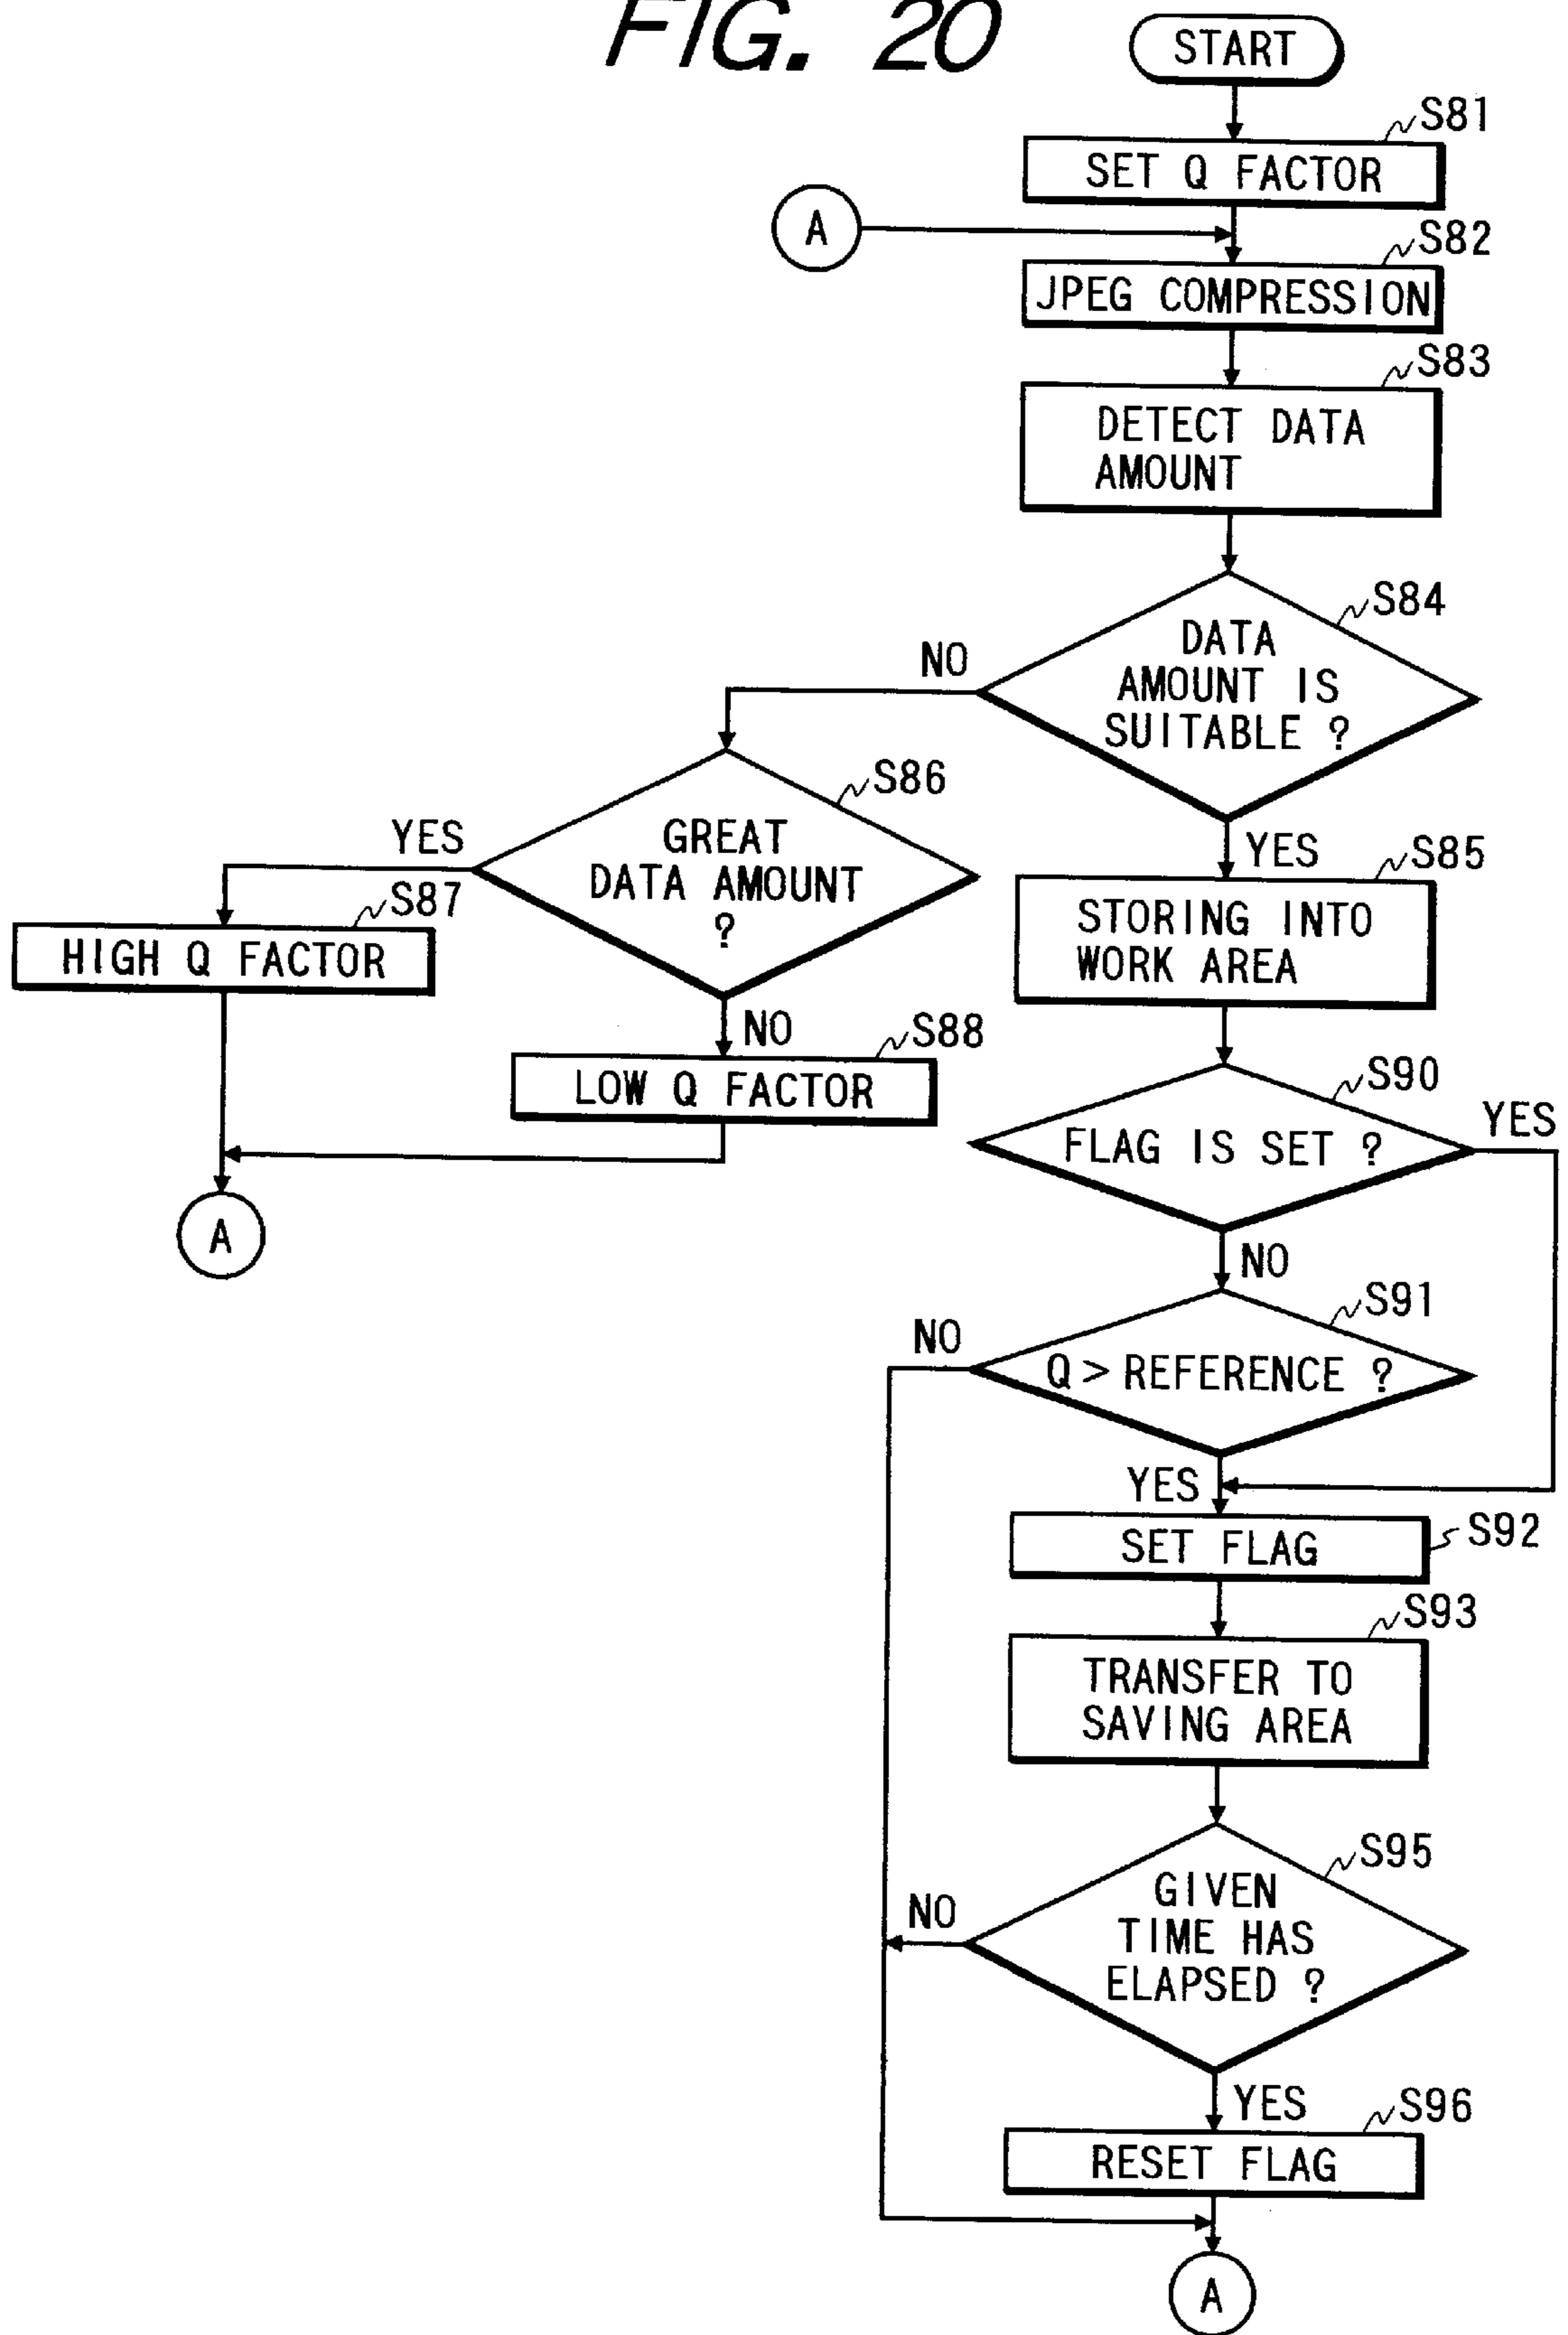 FIG. 20
START
S81
SET Q FACTOR
A
S82
JPEG COMPRESSION
S83
DETECT DATA
AMOUNT
S84
DATA
AMOUNT IS
SUITABLE ?
NO
S86
GREAT
DATA AMOUNT
?
YES
S87
HIGH Q FACTOR
NO
S88
LOW Q FACTOR
A
YES
S85
STORING INTO
WORK AREA
S90
FLAG IS SET ?
YES
NO
S91
Q > REFERENCE ?
NO
YES
S92
SET FLAG
S93
TRANSFER TO
SAVING AREA
S95
GIVEN
TIME HAS
ELAPSED ?
NO
YES
S96
RESET FLAG
A